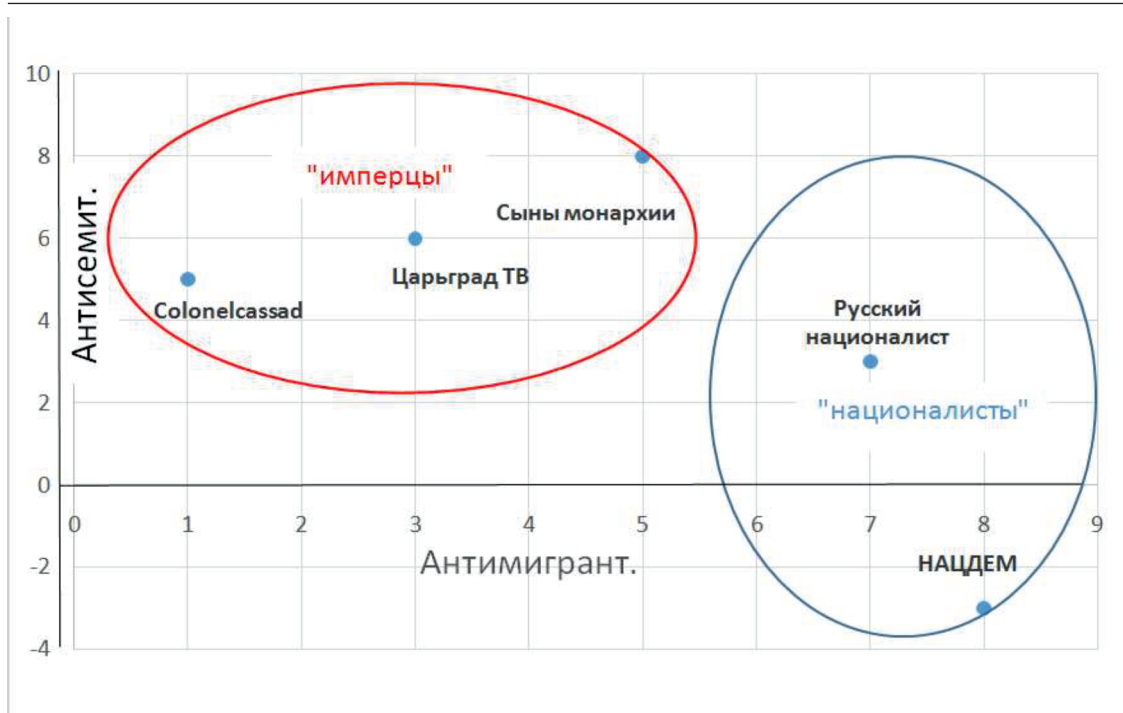 10
8
"имперцы"
Сыны монархии
6
Антисемит.
Царьград ТВ
Colonelcassad
4
Русский
националист
2
"националисты"
0
0 1 2 3 4 5 6 7 8 9
Антимигрант.
НАЦДЕМ
-2
-4